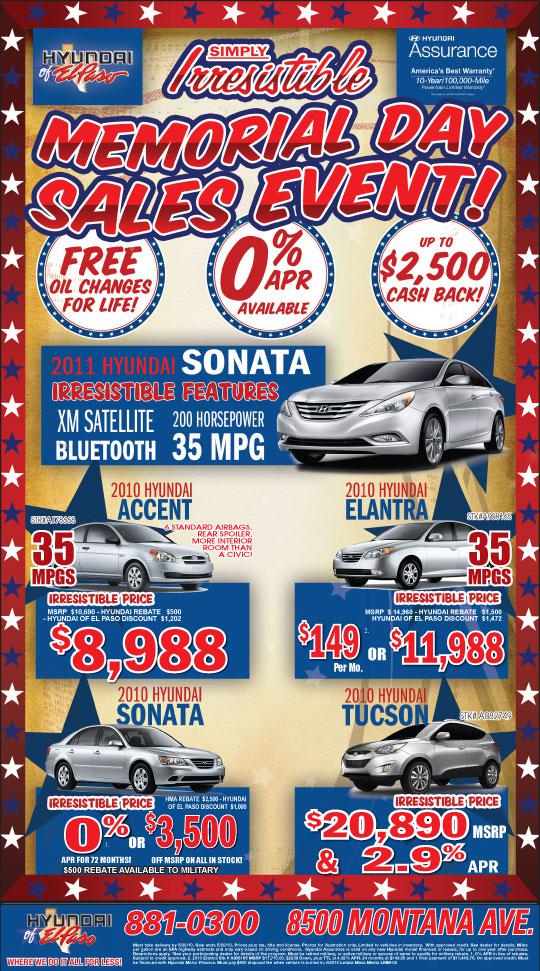 HYUNDAI
of El Paso
SIMPLY
Irresistible
HYUNDAI
Assurance
America's Best Warranty
10-Year/100,000-Mile
Powertrain Limited Warranty
MEMORIAL DAY
SALES EVENT!
FREE
OIL CHANGES
FOR LIFE!
0%
APR
AVAILABLE
UP TO
$2,500
CASH BACK!
2011 HYUNDAI SONATA
IRRESISTIBLE FEATURES
XM SATELLITE 200 HORSEPOWER
BLUETOOTH 35 MPG
2010 HYUNDAI
ACCENT
6 STANDARD AIRBAGS,
REAR SPOILER,
MORE INTERIOR
ROOM THAN
A CIVIC!
35
MPGS
IRRESISTIBLE PRICE
MSRP $10,690 - HYUNDAI REBATE $500
- HYUNDAI OF EL PASO DISCOUNT $1,202
$8,988
2010 HYUNDAI
ELANTRA
35
MPGS
IRRESISTIBLE PRICE
MSRP $ 14,960 - HYUNDAI REBATE $1,500
HYUNDAI OF EL PASO DISCOUNT $1,472
$149 2.
Per Mo.
OR $11,988
2010 HYUNDAI
SONATA
IRRESISTIBLE PRICE
HMA REBATE $2,500 - HYUNDAI
OF EL PASO DISCOUNT $1,000
0% OR $3,500
1.
APR FOR 72 MONTHS!
OFF MSRP ON ALL IN STOCK!
$500 REBATE AVAILABLE TO MILITARY
2010 HYUNDAI
TUCSON
STK# AU82749
IRRESISTIBLE PRICE
$20,890 MSRP
& 2.9% APR
HYUNDAI
of El Paso
WHERE WE DO IT ALL FOR LESS!
881-0300 8500 MONTANA AVE.